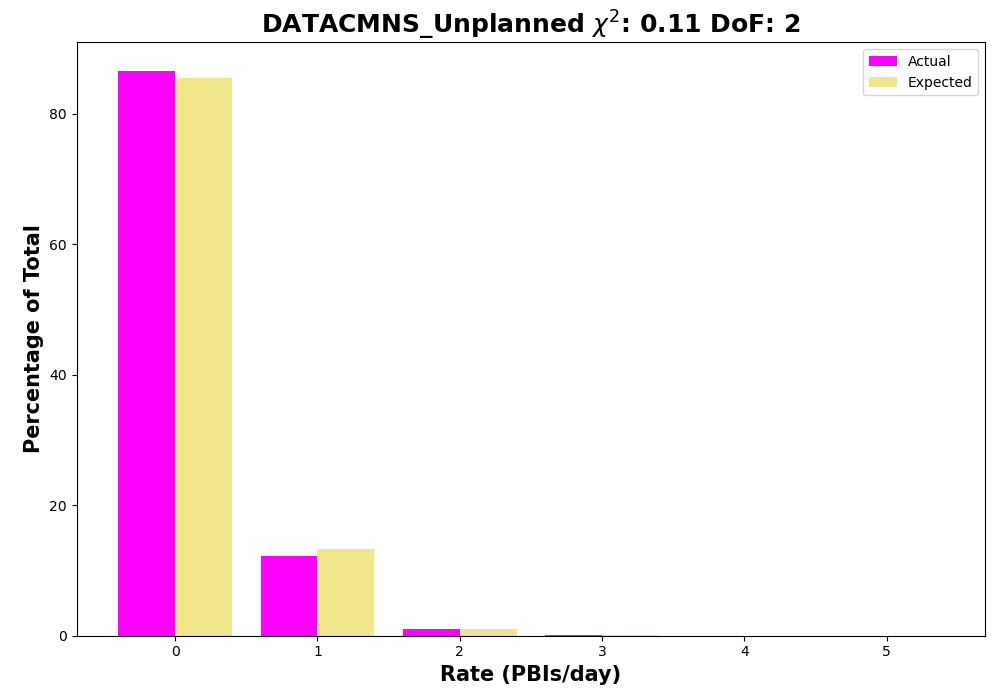 DATACMNS_Unplanned χ²: 0.11 DoF: 2
Actual
Expected
Percentage of Total
80
60
40
20
0
0 1 2 3 4 5
Rate (PBIs/day)